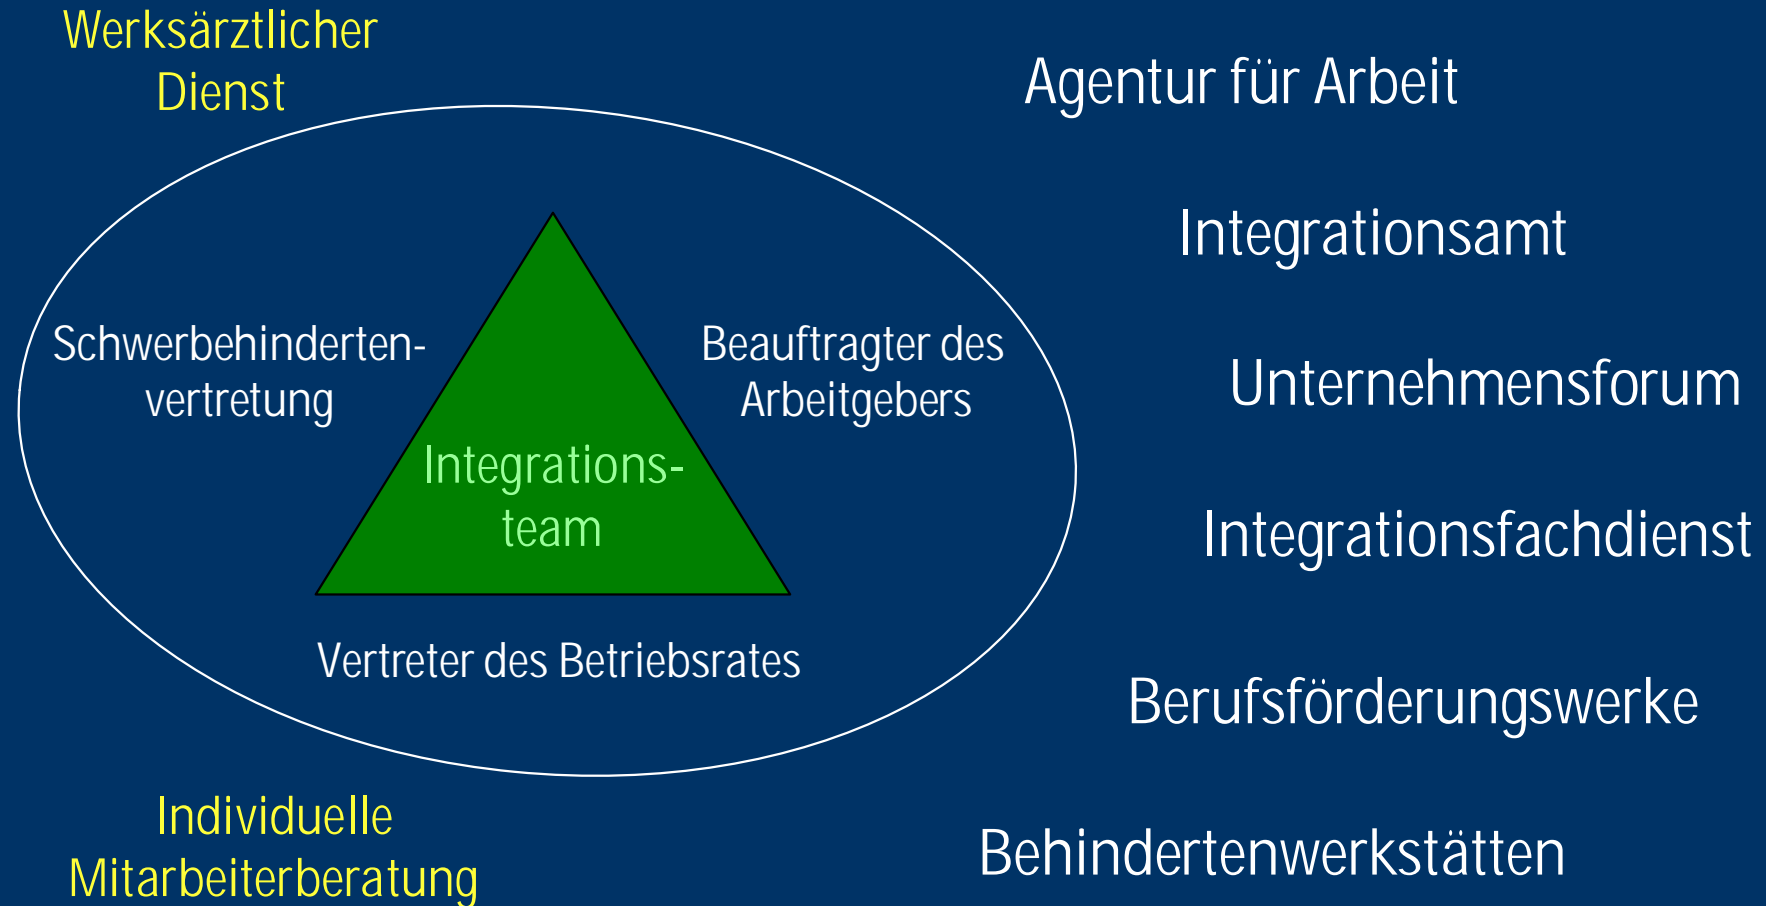 Werksärztlicher
Dienst
Schwerbehinderten-
vertretung
Beauftragter des
Arbeitgebers
Integrations-
team
Vertreter des Betriebsrates
Individuelle
Mitarbeiterberatung
Agentur für Arbeit
Integrationsamt
Unternehmensforum
Integrationsfachdienst
Berufsförderungswerke
Behindertenwerkstätten